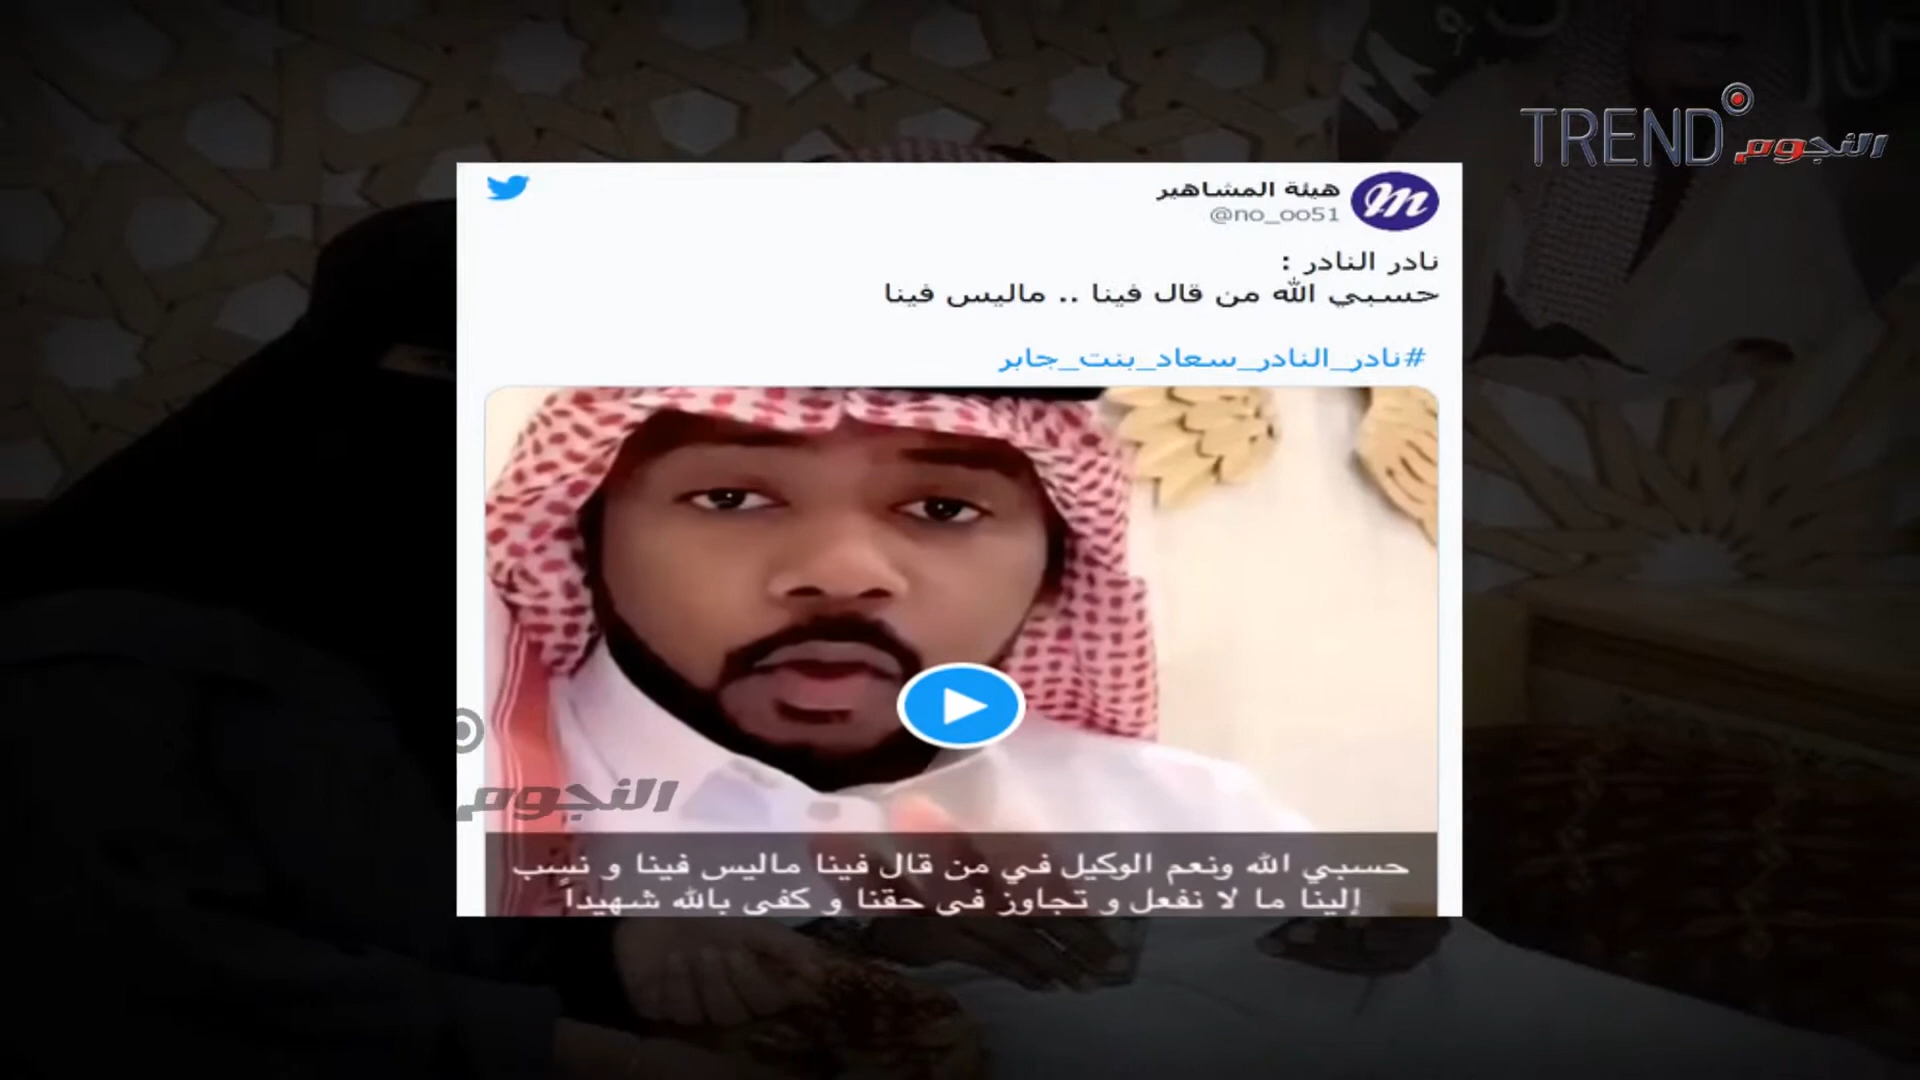 TREND النجوم
هيئة المشاهير
@no_oo51
نادر النادر :
حسبي الله من قال فينا .. ماليس فينا
#نادر_النادر_سعاد_بنت_جابر
النجوم
حسبي الله ونعم الوكيل في من قال فينا ماليس فينا و نسب
إلينا ما لا نفعل و تجاوز في حقنا و كفى بالله شهيداً